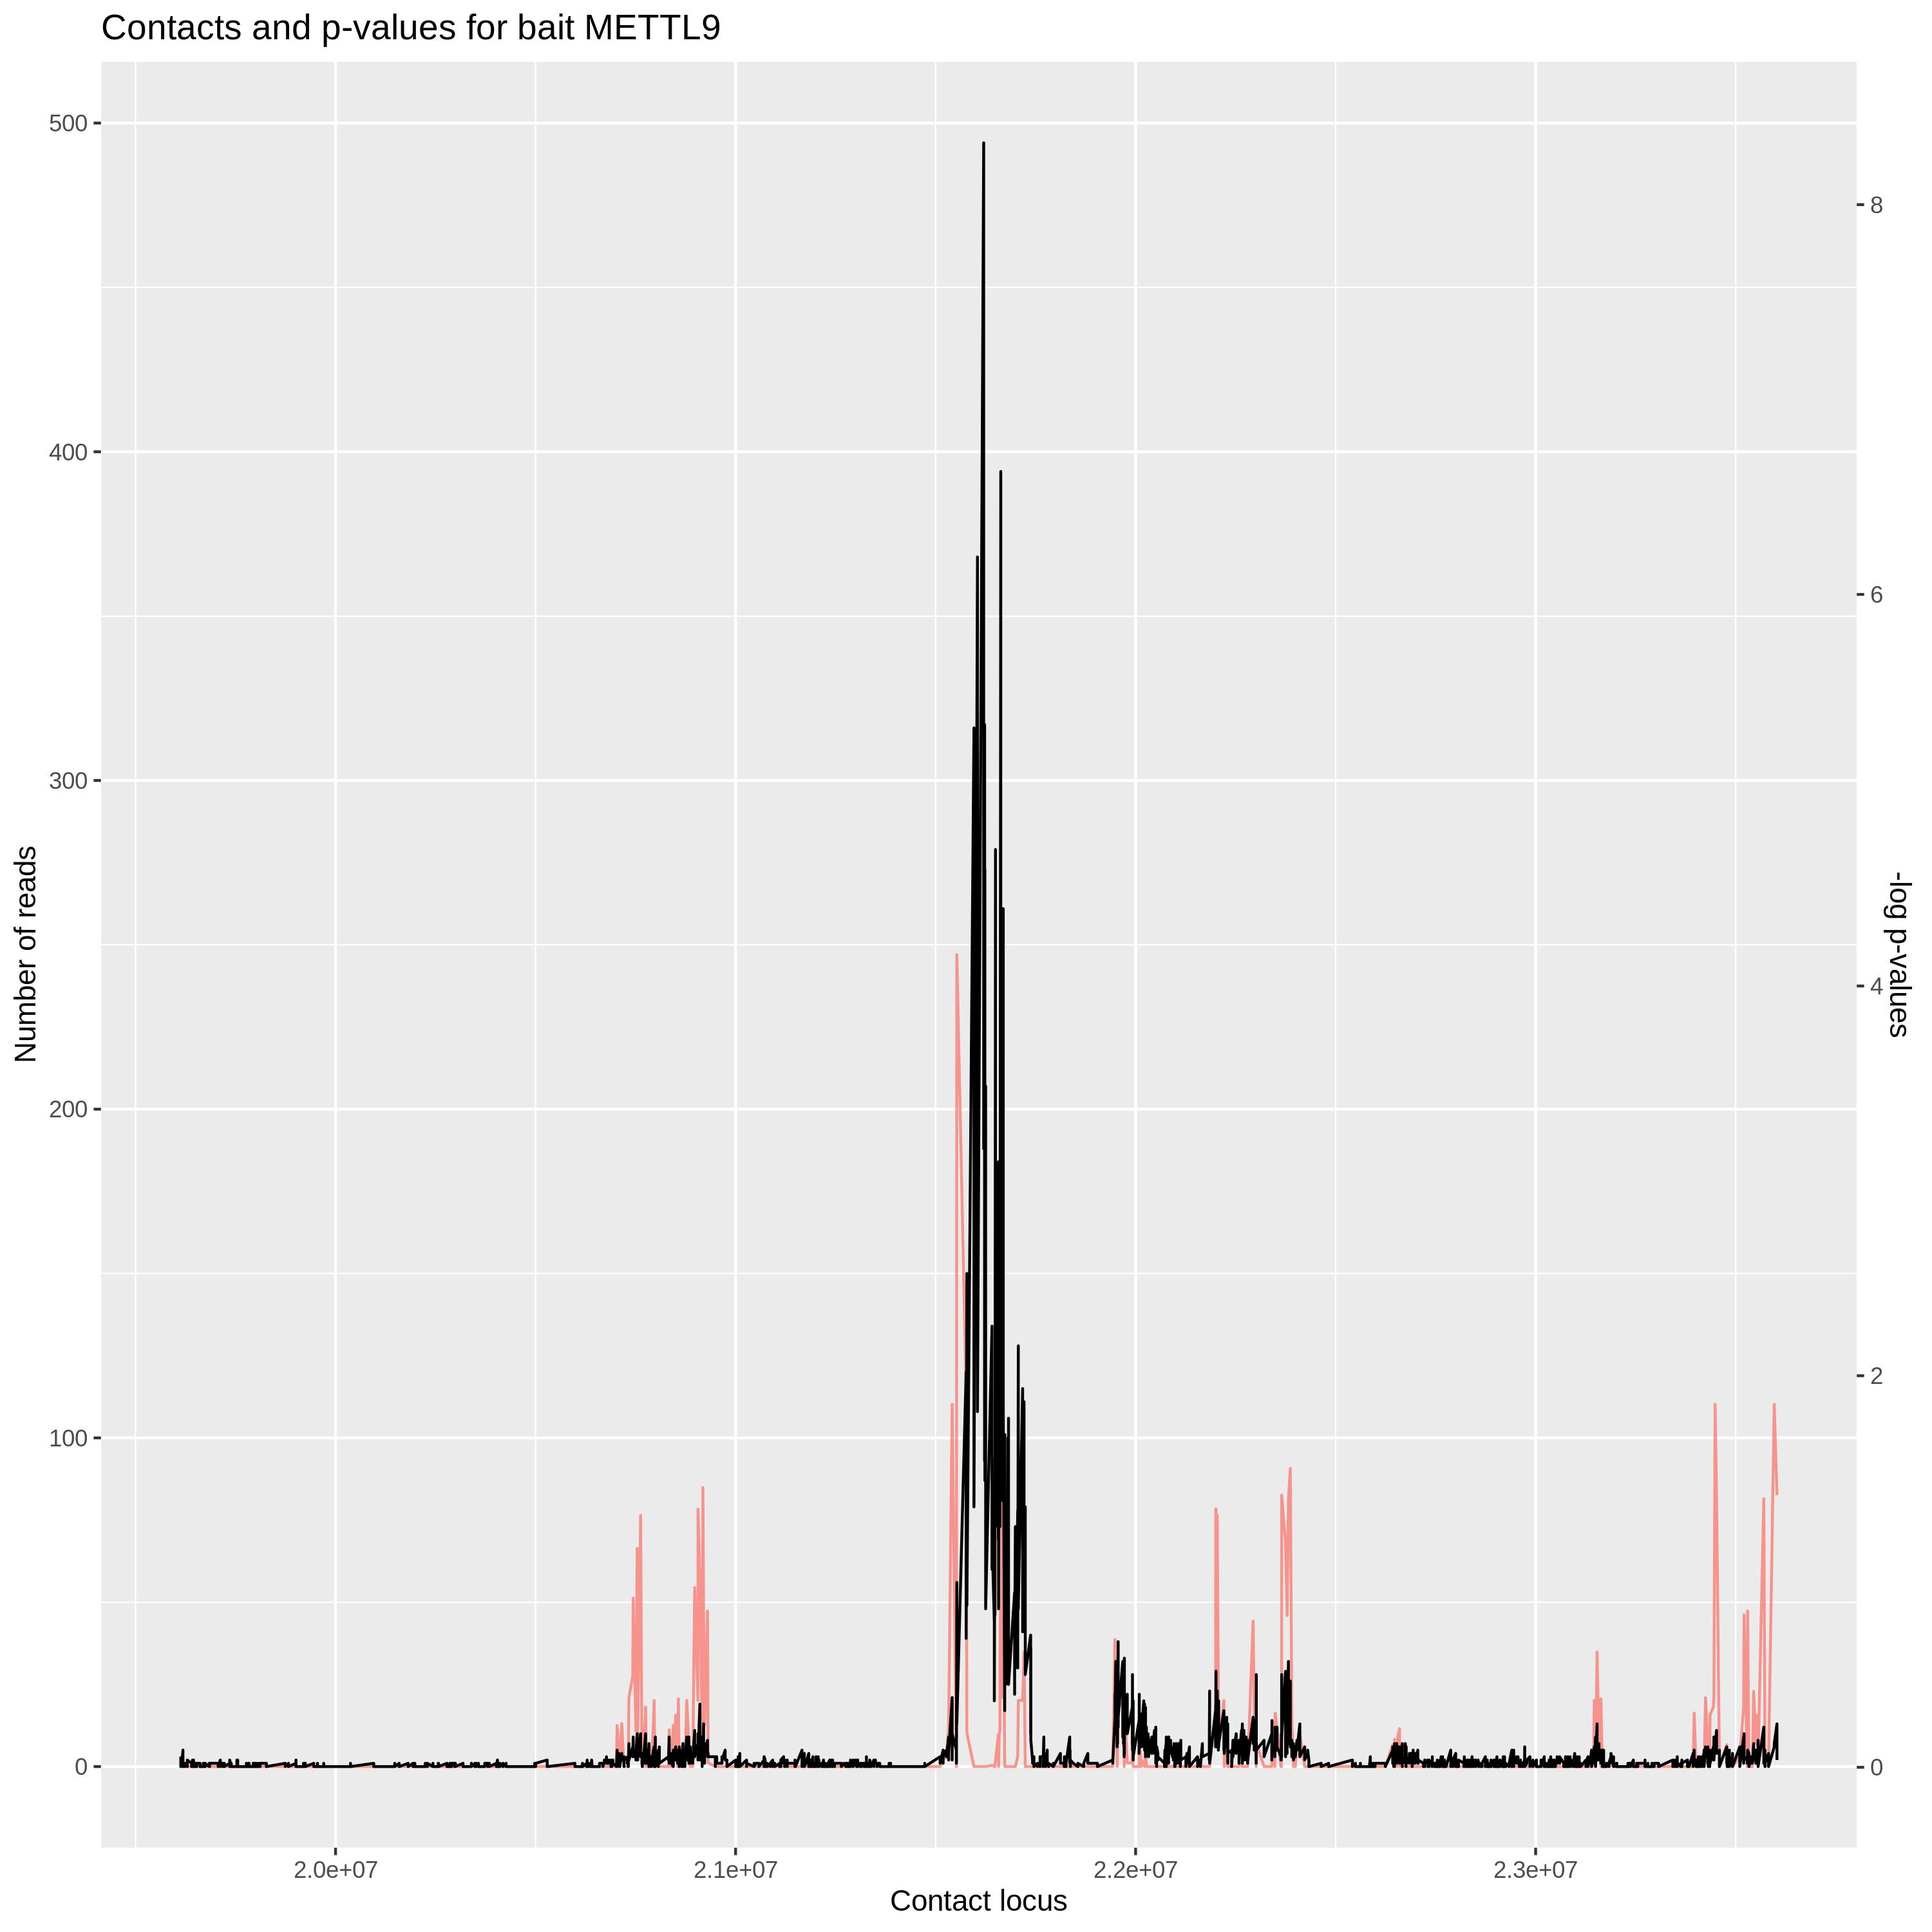 Contacts and p-values for bait METTL9
500
400
300
200
100
0
Number of reads
8
6
4
2
0
-log p-values
2.0e+07
2.1e+07
2.2e+07
2.3e+07
Contact locus